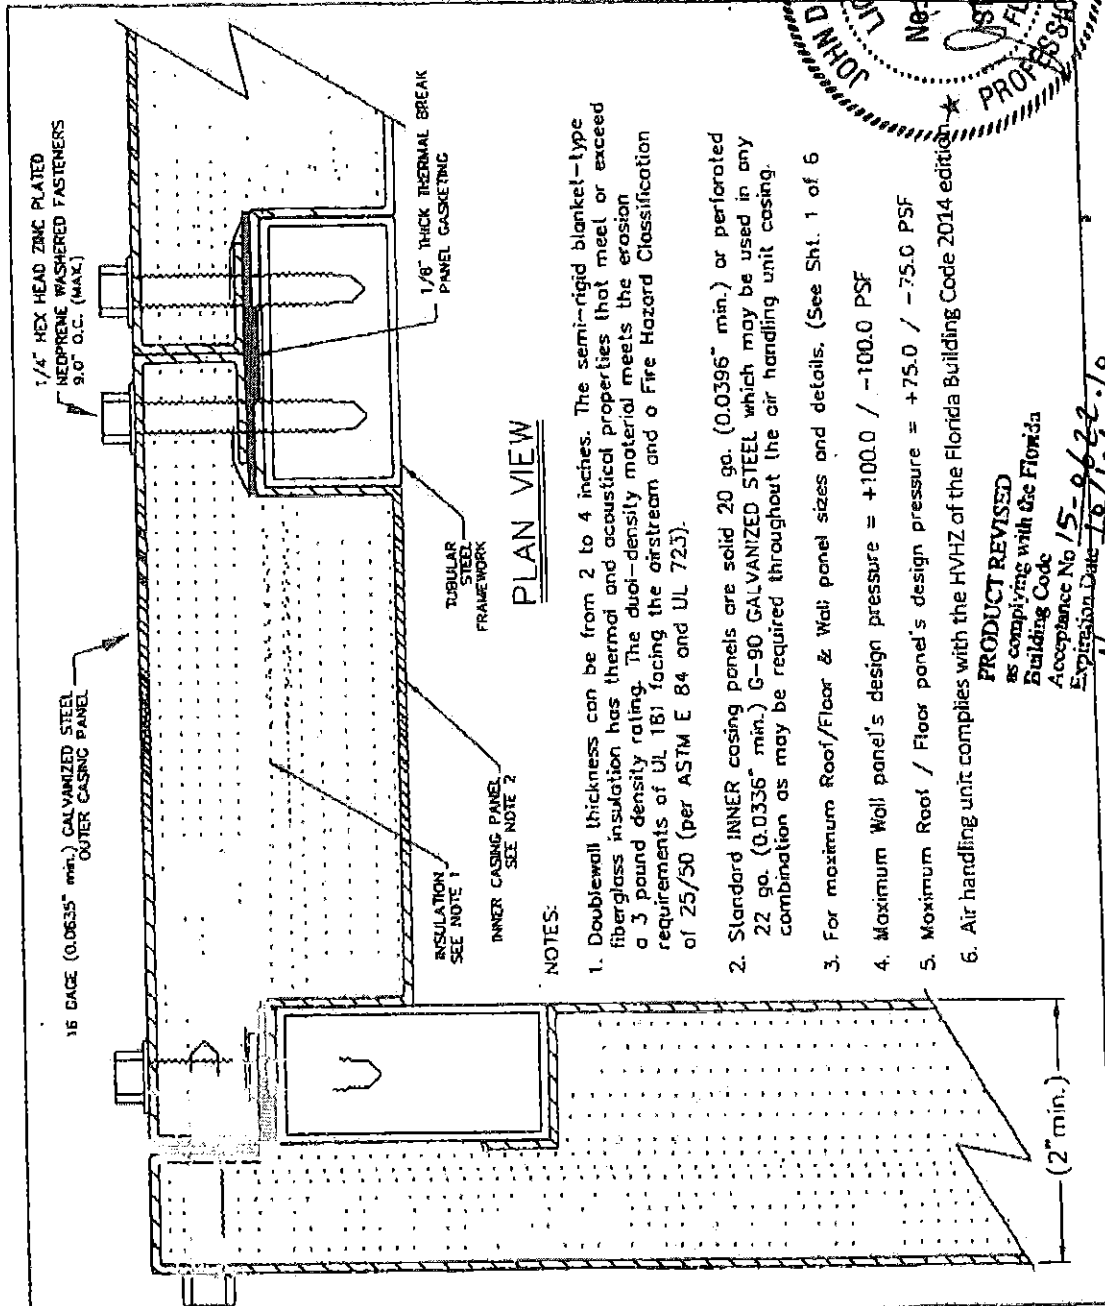 16 GAGE (0.0635" min.) GALVANIZED STEEL
OUTER CASING PANEL
1/4" HEX HEAD ZINC PLATED
NEOPRENE WASHERED FASTENERS
9.0" O.C. (MAX.)
INSULATION
SEE NOTE 1
INNER CASING PANEL
SEE NOTE 2
TUBULAR
STEEL
FRAMEWORK
1/8" THICK THERMAL BREAK
PANEL GASKETING
PLAN VIEW
NOTES:
1. Doublewall thickness can be from 2 to 4 inches. The semi-rigid blanket-type
fiberglass insulation has thermal and acoustical properties that meet or exceed
a 3 pound density rating. The dual-density material meets the erosion
requirements of UL 181 facing the airstream and a Fire Hazard Classification
of 25/50 (per ASTM E 84 and UL 723).
2. Standard INNER casing panels are solid 20 ga. (0.0396" min.) or perforated
22 ga. (0.0336" min.) G-90 GALVANIZED STEEL which may be used in any
combination as may be required throughout the air handling unit casing.
3. For maximum Roof/Floor & Wall panel sizes and details. (See Sht. 1 of 6
4. Maximum Wall panel's design pressure = +100.0 / -100.0 PSF
5. Maximum Roof / Floor panel's design pressure = +75.0 / -75.0 PSF
6. Air handling unit complies with the HVHZ of the Florida Building Code 2014 edition
PRODUCT REVISED
as complying with the Florida
Building Code
Acceptance No 15-0622.10
Expiration Date
(2" min.)
JOHN D
LIC
No
ST
FL
PROFESSIO